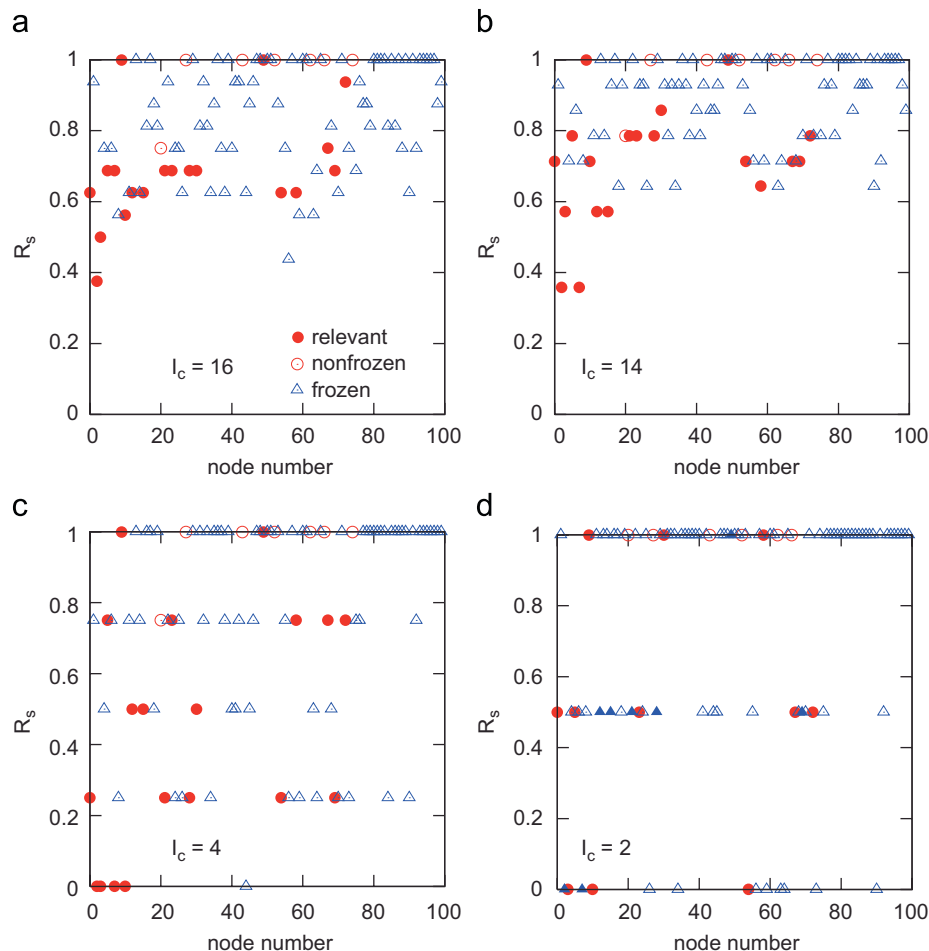 a
1
0.8
0.6
0.4
0.2
0
R_s
relevant
nonfrozen
frozen
I_c = 16
0 20 40 60 80 100
node number
b
1
0.8
0.6
0.4
0.2
0
R_s
I_c = 14
0 20 40 60 80 100
node number
c
1
0.8
0.6
0.4
0.2
0
R_s
I_c = 4
0 20 40 60 80 100
node number
d
1
0.8
0.6
0.4
0.2
0
R_s
I_c = 2
0 20 40 60 80 100
node number